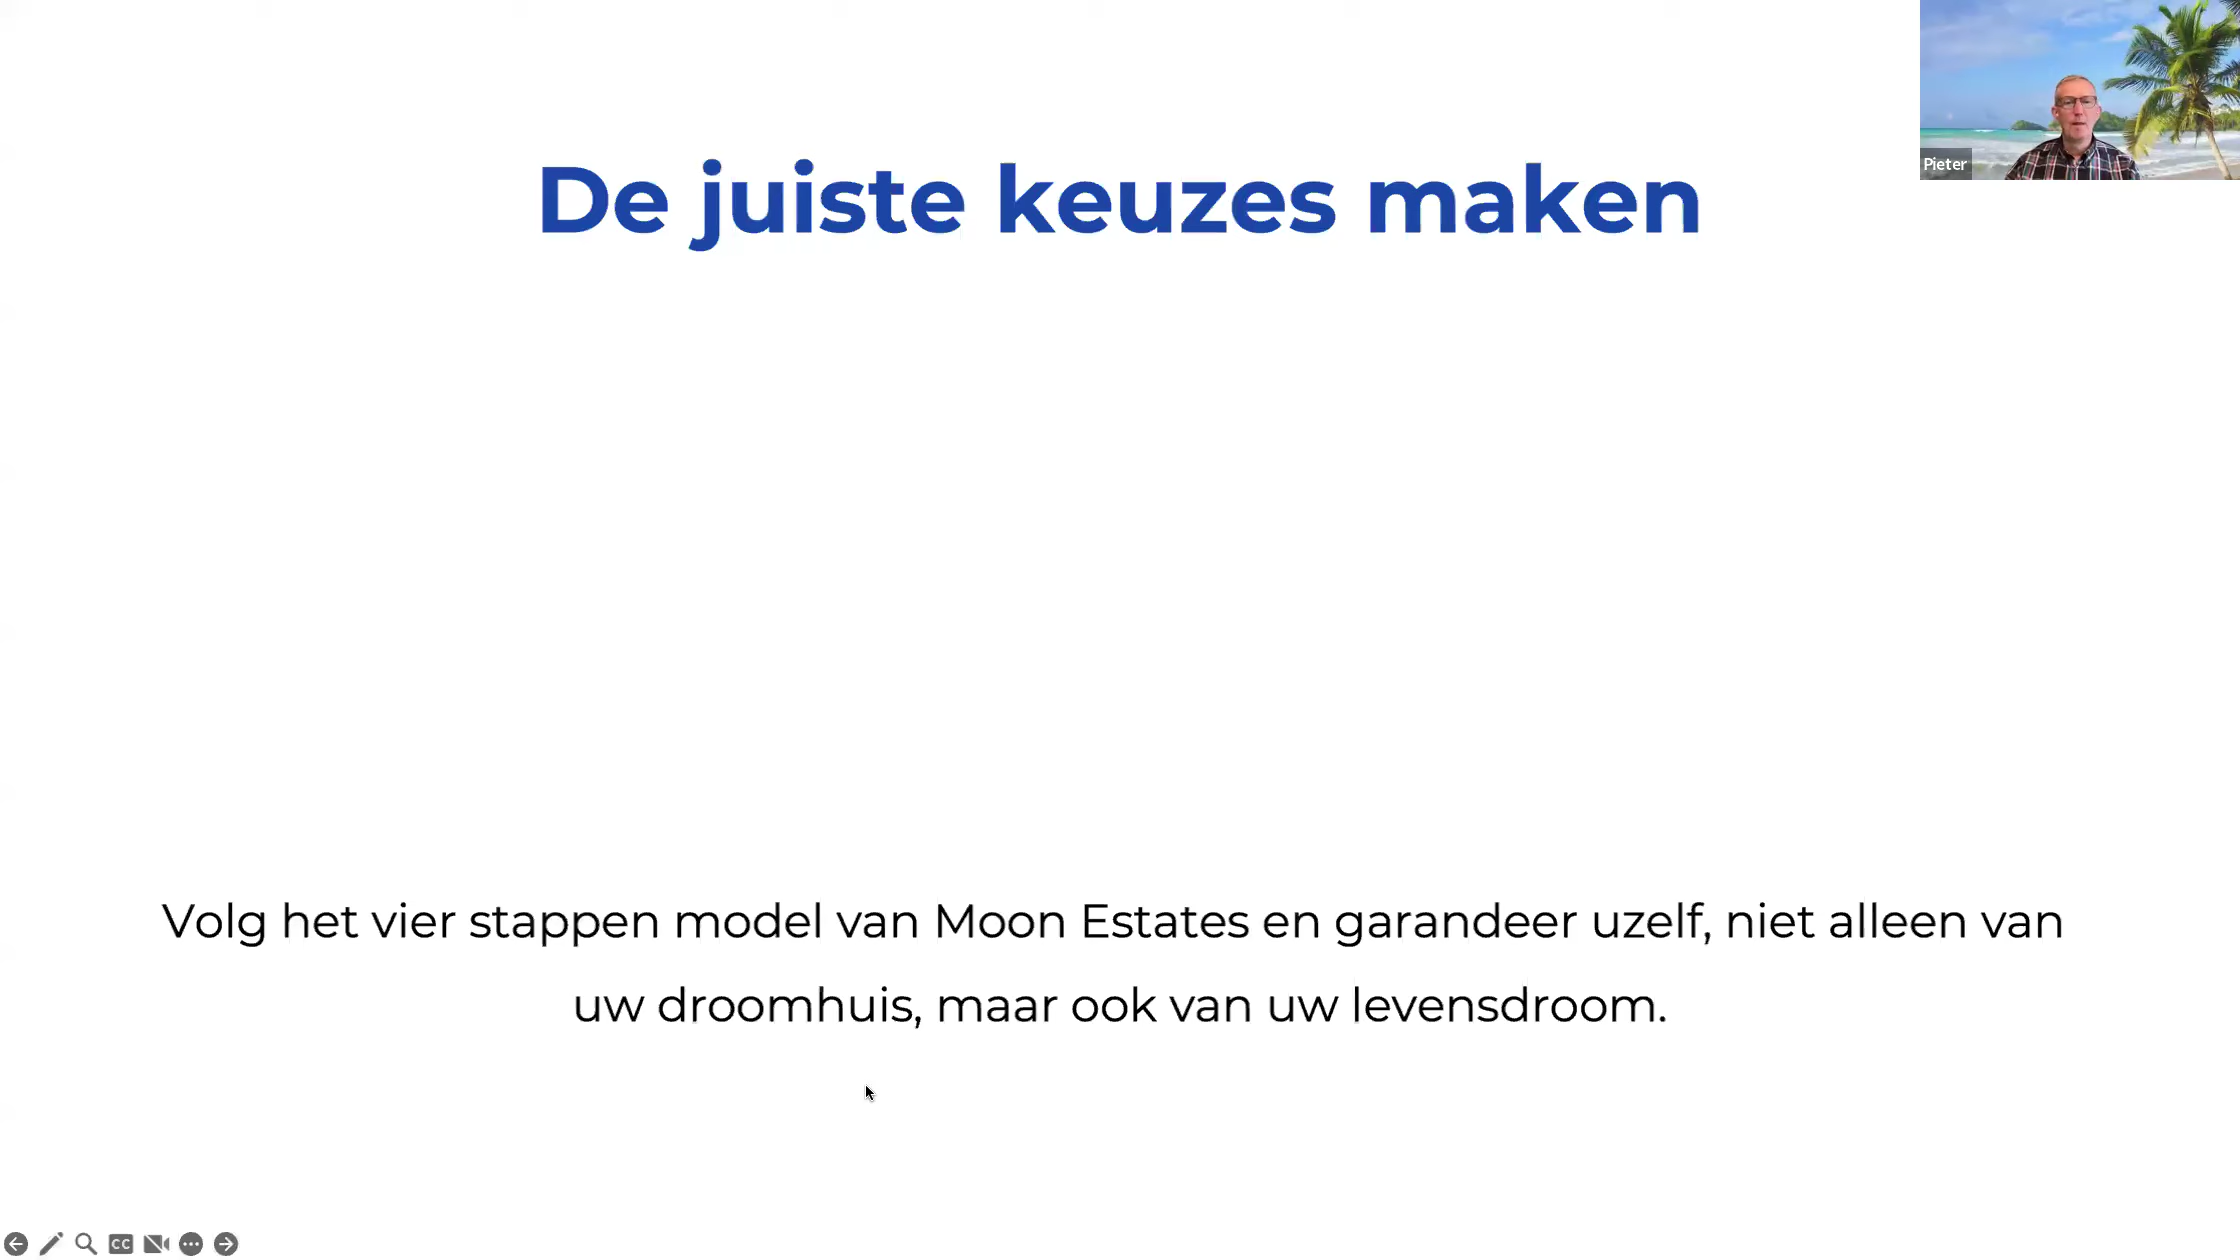 De juiste keuzes maken
Pieter
Volg het vier stappen model van Moon Estates en garandeer uzelf, niet alleen van
uw droomhuis, maar ook van uw levensdroom.
CC